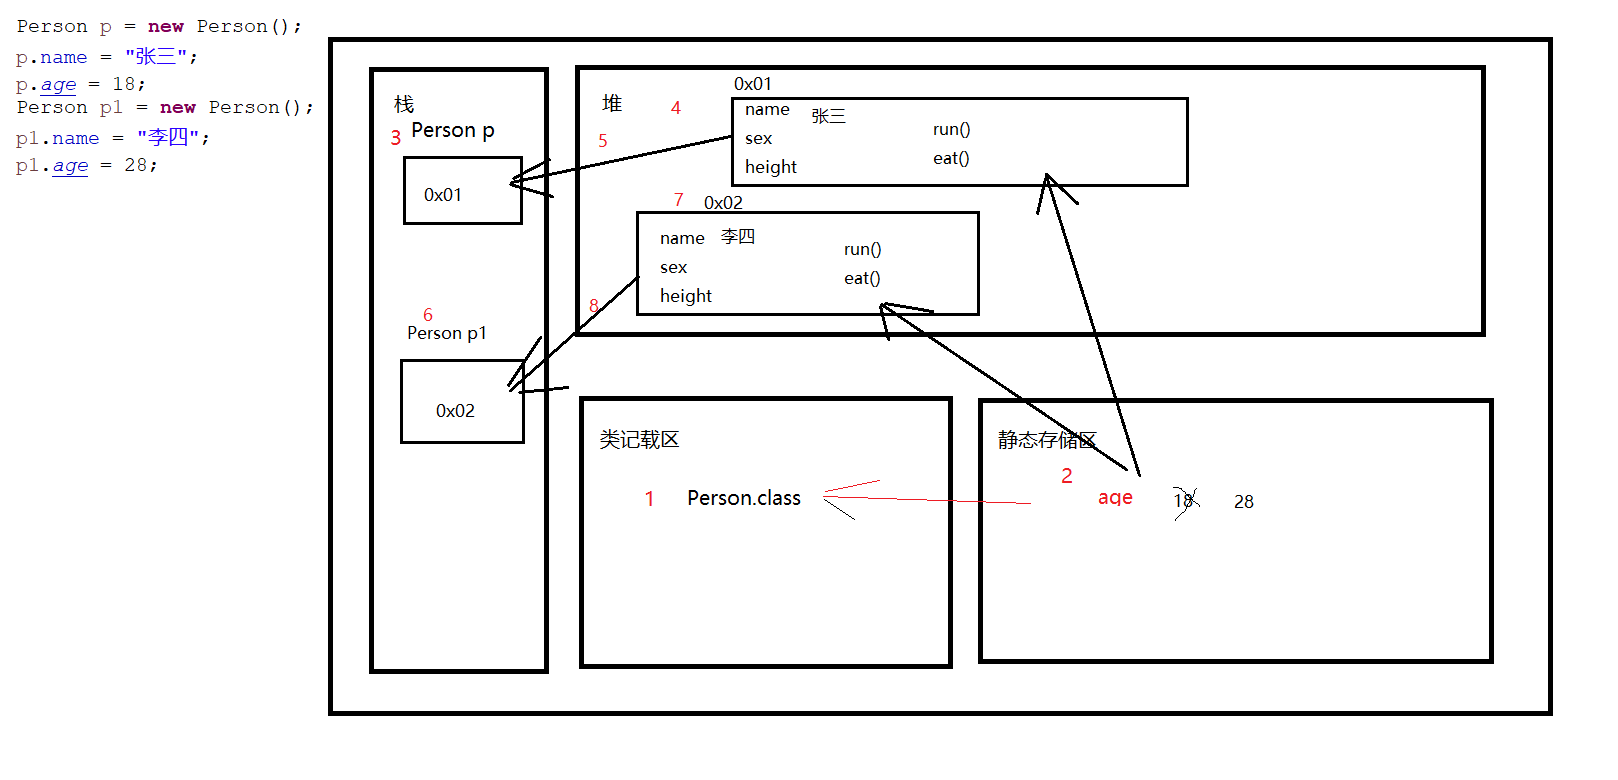 Person p = new Person();
p.name = "张三";
p.age = 18;
Person p1 = new Person();
p1.name = "李四";
p1.age = 28;
栈
3 Person p
0x01
6
Person p1
0x02
堆
4
5
0x01
name 张三
sex
height
run()
eat()
7 0x02
name 李四
sex
height
run()
eat()
8
类记载区
1 Person.class
静态存储区
2
age 18 28